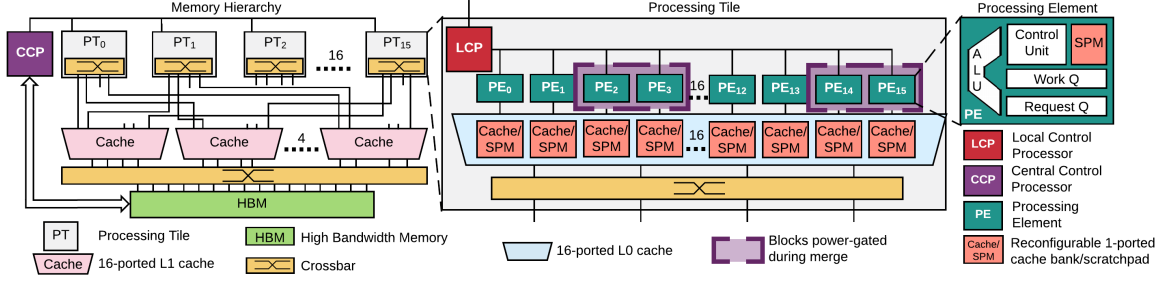 Memory Hierarchy
CCP
PT0
PT1
PT2
16
PT15
Cache
Cache
4
Cache
HBM
PT
Processing Tile
HBM
High Bandwidth Memory
Cache
16-ported L1 cache
Crossbar
Processing Tile
LCP
PE0
PE1
PE2
PE3
16
PE12
PE13
PE14
PE15
Cache/
SPM
Cache/
SPM
Cache/
SPM
Cache/
SPM
16
Cache/
SPM
Cache/
SPM
Cache/
SPM
Cache/
SPM
16-ported L0 cache
Blocks power-gated
during merge
Processing Element
A
L
U
Control
Unit
SPM
Work Q
Request Q
PE
LCP
Local Control
Processor
CCP
Central Control
Processor
PE
Processing
Element
Cache/
SPM
Reconfigurable 1-ported
cache bank/scratchpad